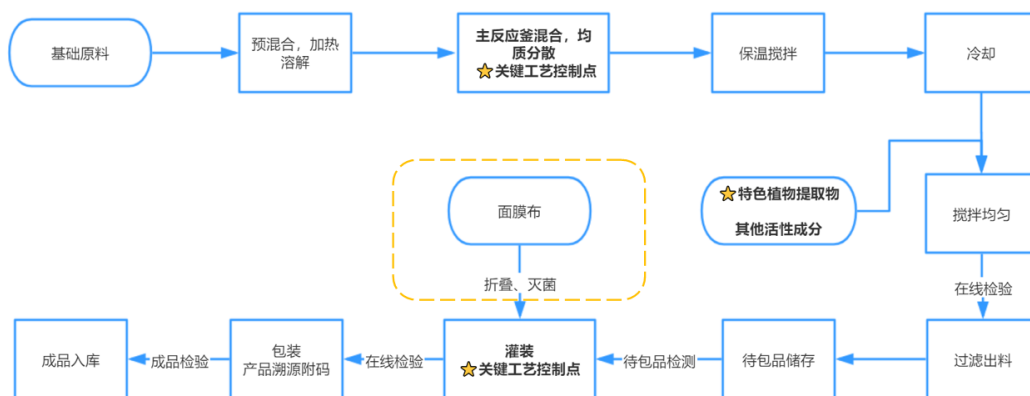 基础原料
预混合，加热
溶解
主反应釜混合，均
质分散
关键工艺控制点
保温搅拌
冷却
面膜布
特色植物提取物
其他活性成分
搅拌均匀
折叠、灭菌
在线检验
成品入库
成品检验
包装
产品溯源附码
在线检验
灌装
关键工艺控制点
待包品检测
待包品储存
过滤出料